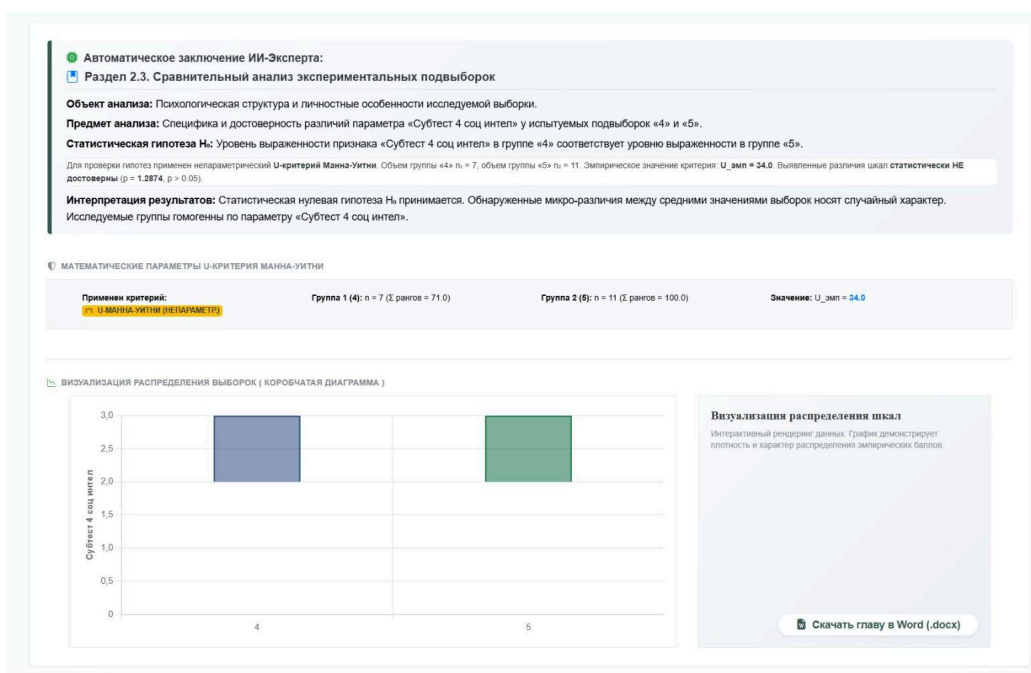 Автоматическое заключение ИИ-Эксперта:
Раздел 2.3. Сравнительный анализ экспериментальных подвыборок
Объект анализа: Психологическая структура и личностные особенности исследуемой выборки.
Предмет анализа: Специфика и достоверность различий параметра «Субтест 4 соц интел» у испытуемых подвыборок «4» и «5».
Статистическая гипотеза H₀: Уровень выраженности признака «Субтест 4 соц интел» в группе «4» соответствует уровню выраженности в группе «5».
Для проверки гипотез применен непараметрический U-критерий Манна-Уитни. Объем группы «4» n₁ = 7, объем группы «5» n₂ = 11. Эмпирическое значение критерия: U_эмп = 34.0. Выявленные различия шкал статистически НЕ
достоверны (p = 1.2874, p > 0.05).
Интерпретация результатов: Статистическая нулевая гипотеза H₀ принимается. Обнаруженные микро-различия между средними значениями выборок носят случайный характер.
Исследуемые группы гомогенны по параметру «Субтест 4 соц интел».
МАТЕМАТИЧЕСКИЕ ПАРАМЕТРЫ U-КРИТЕРИЯ МАННА-УИТНИ
Применен критерий:
U-МАННА-УИТНИ (НЕПАРАМЕТР.)
Группа 1 (4): n = 7 (Σ рангов = 71.0)
Группа 2 (5): n = 11 (Σ рангов = 100.0)
Значение: U_эмп = 34.0
ВИЗУАЛИЗАЦИЯ РАСПРЕДЕЛЕНИЯ ВЫБОРОК ( КОРОБЧАТАЯ ДИАГРАММА )
Субтест 4 соц интел
3,0
2,5
2,0
1,5
1,0
0,5
0
4
5
Визуализация распределения шкал
Интерактивный рендеринг данных. График демонстрирует
плотность и характер распределения эмпирических баллов.
Скачать главу в Word (.docx)